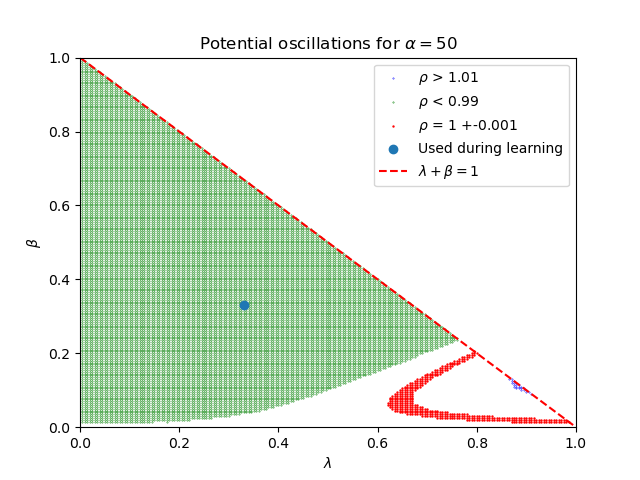 Potential oscillations for α = 50
ρ > 1.01
ρ < 0.99
ρ = 1 +-0.001
Used during learning
λ + β = 1
1.0
0.8
0.6
0.4
0.2
0.0
β
0.0 0.2 0.4 0.6 0.8 1.0
λ